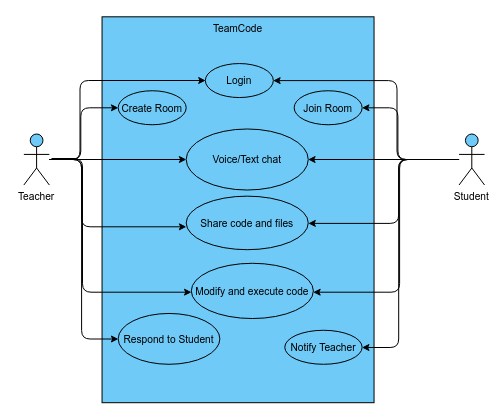 TeamCode
Login
Create Room
Join Room
Voice/Text chat
Teacher
Student
Share code and files
Modify and execute code
Respond to Student
Notify Teacher